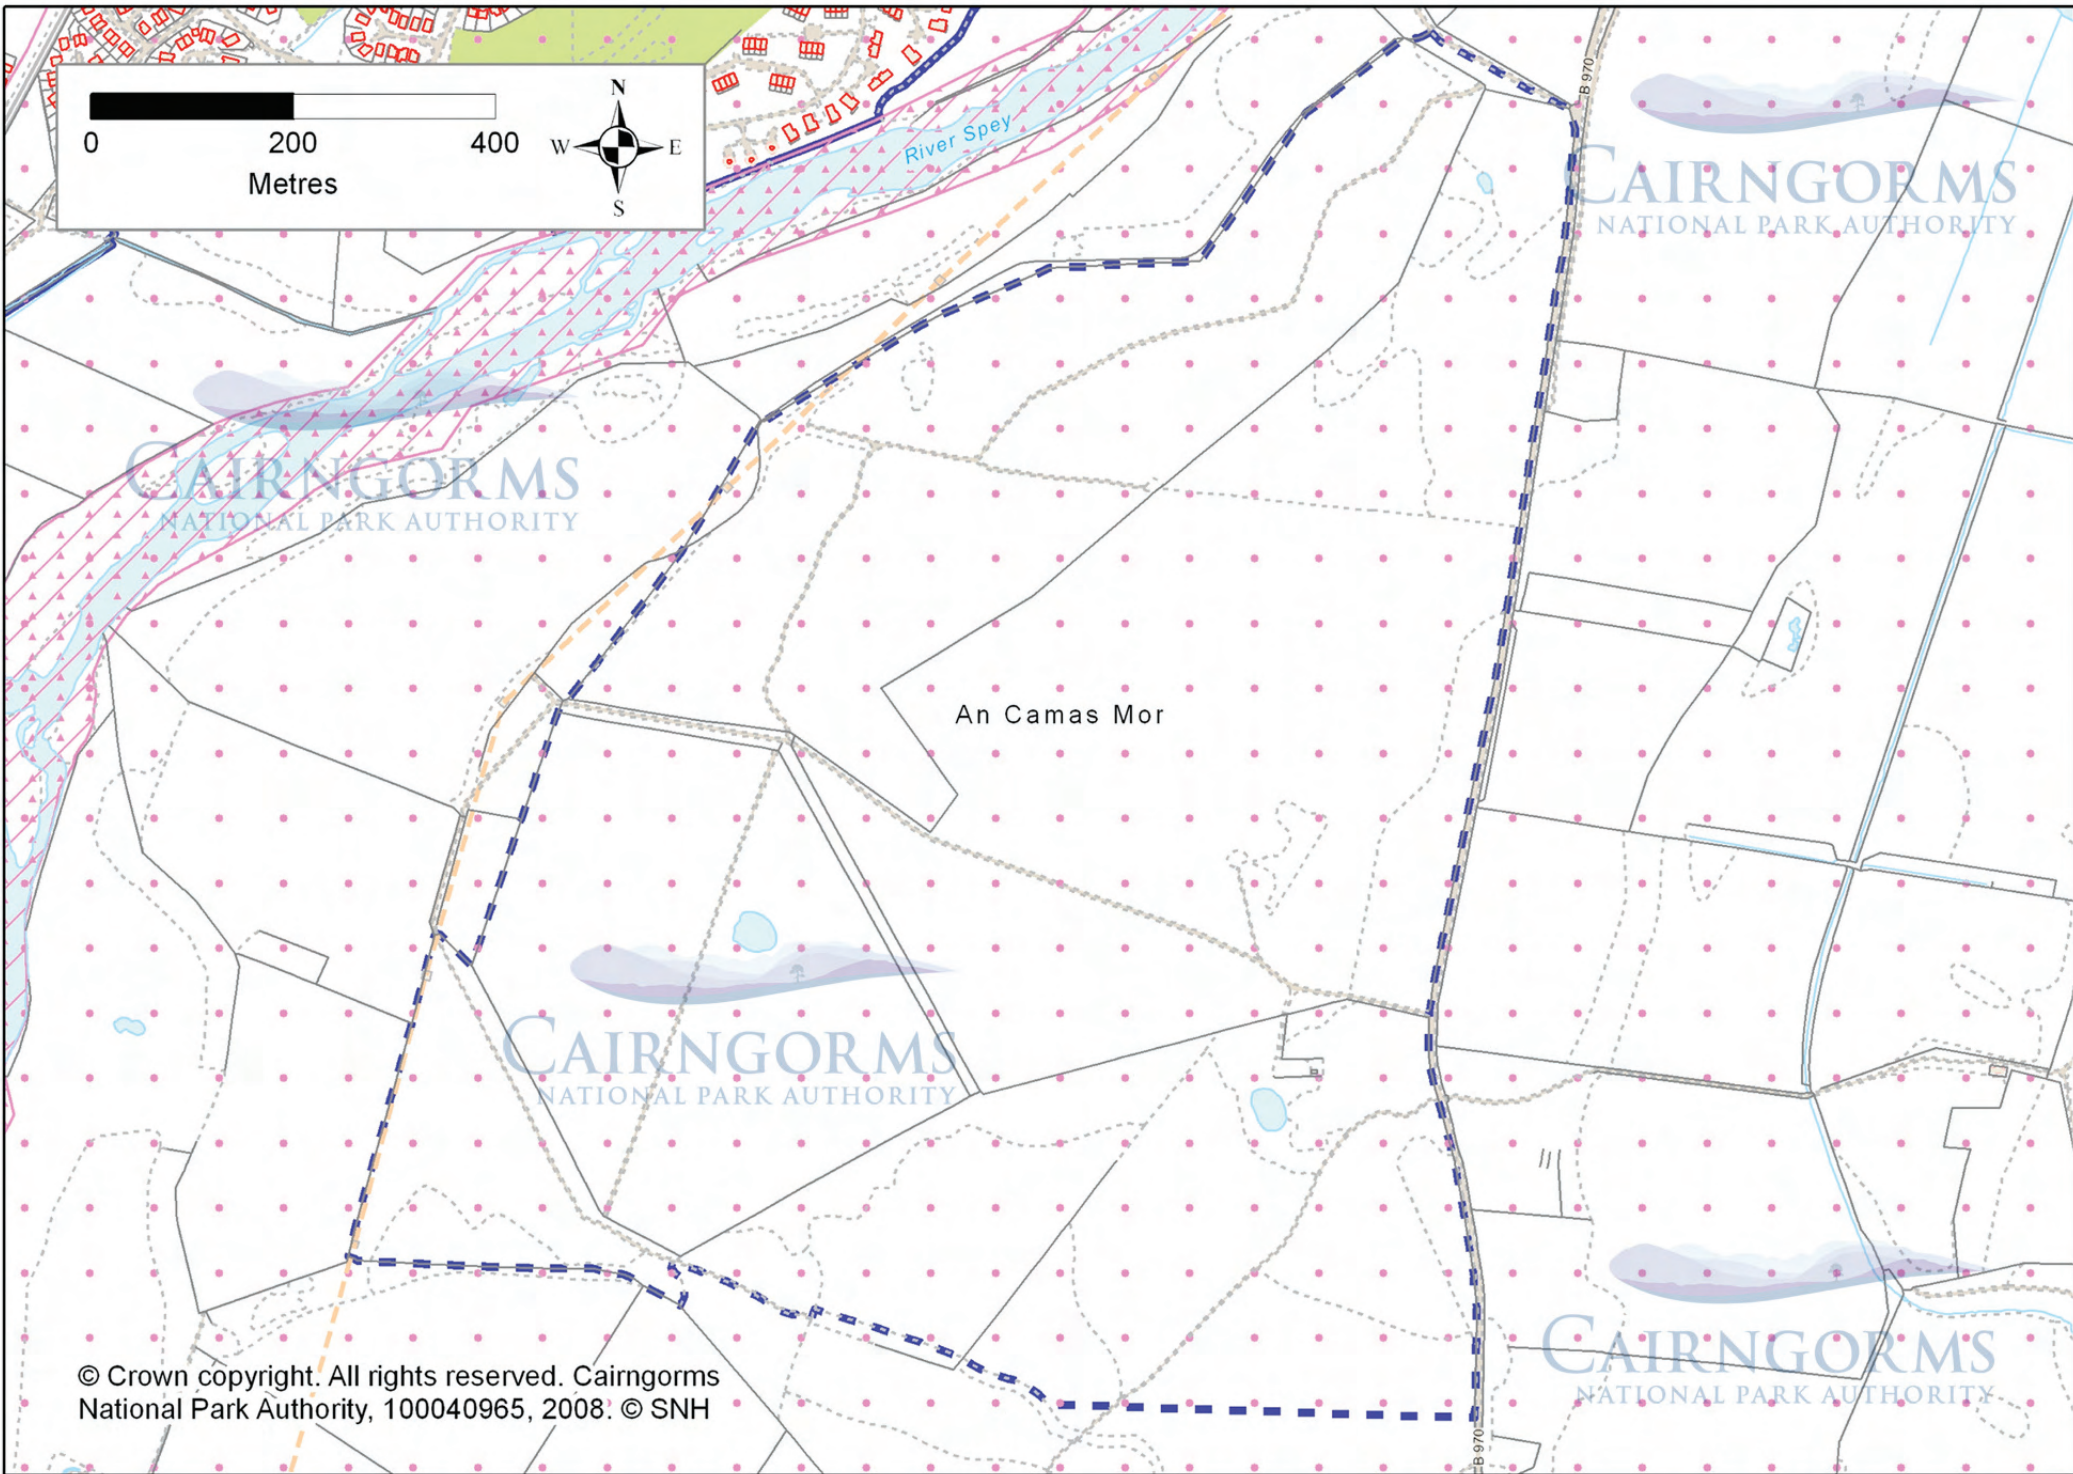 B 970
N
W E
S
0 200 400
Metres
River Spey
CAIRNGORMS
NATIONAL PARK AUTHORITY
CAIRNGORMS
NATIONAL PARK AUTHORITY
An Camas Mor
CAIRNGORMS
NATIONAL PARK AUTHORITY
CAIRNGORMS
NATIONAL PARK AUTHORITY
© Crown copyright. All rights reserved. Cairngorms
National Park Authority, 100040965, 2008. © SNH
B 970